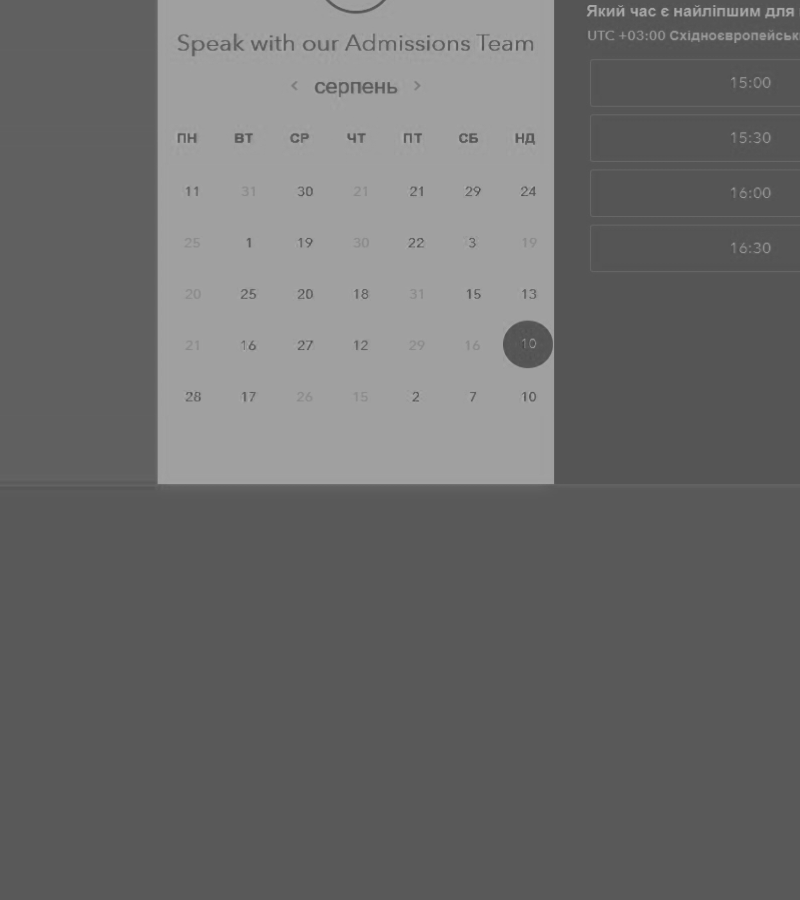 Speak with our Admissions Team
< серпень >
ПН ВТ СР ЧТ ПТ СБ НД
11 31 30 21 21 29 24
25 1 19 30 22 3 19
20 25 20 18 31 15 13
21 16 27 12 29 16 10
28 17 26 15 2 7 10
Який час є найліпшим для
UTC +03:00 Східноєвропейськ
15:00
15:30
16:00
16:30